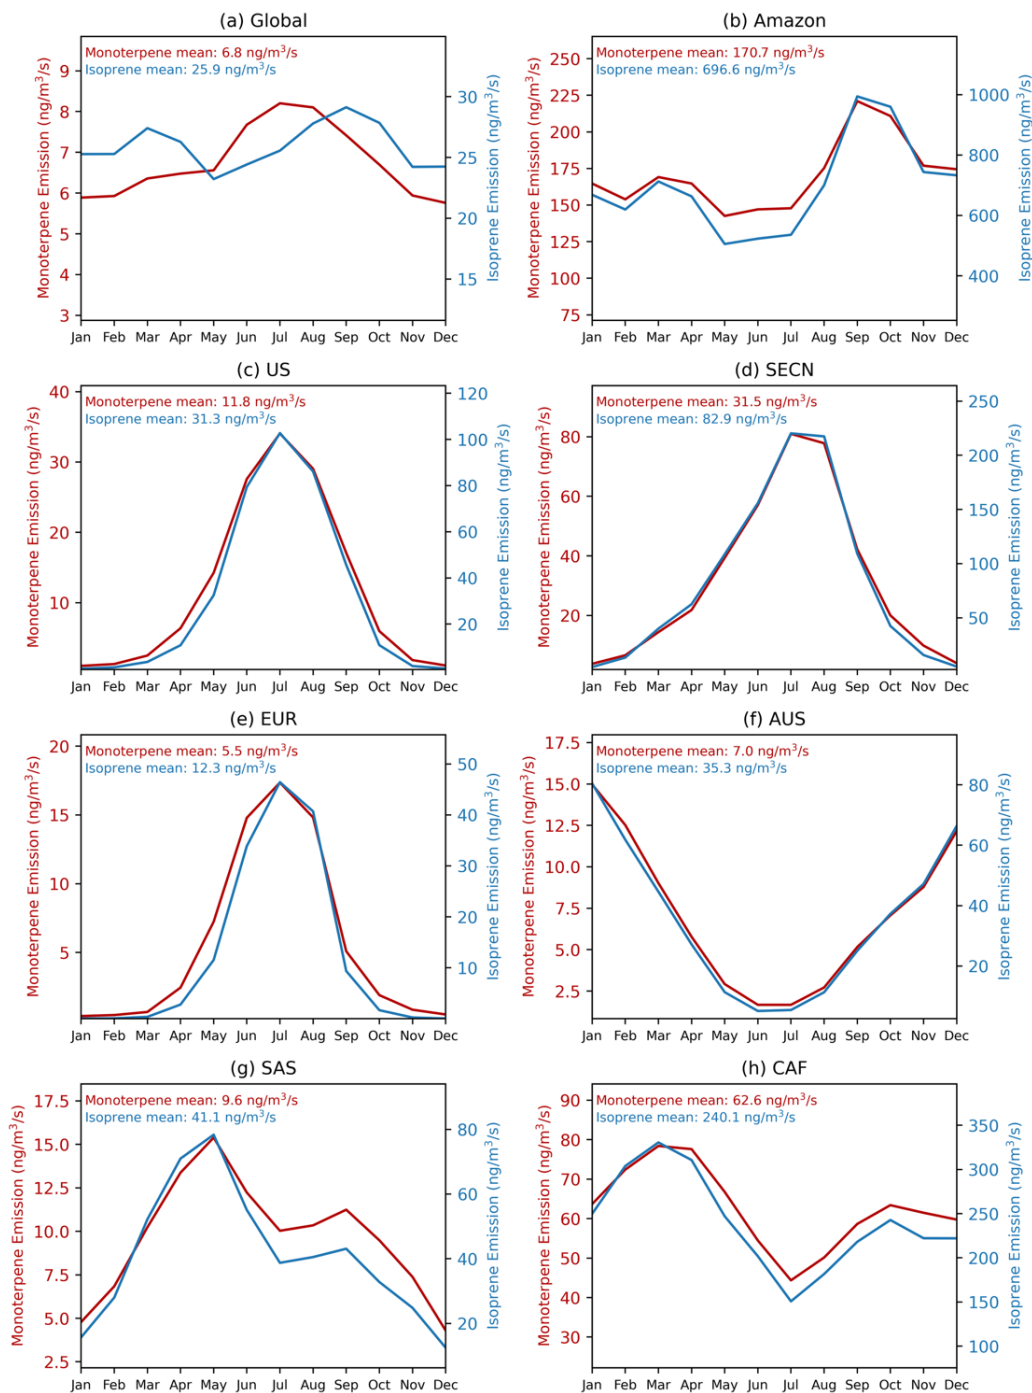 (a) Global
Monoterpene mean: 6.8 ng/m³/s
Isoprene mean: 25.9 ng/m³/s
Monoterpene Emission (ng/m³/s)
9
8
7
6
5
4
3
30
25
20
15
Isoprene Emission (ng/m³/s)
Jan Feb Mar Apr May Jun Jul Aug Sep Oct Nov Dec
(b) Amazon
Monoterpene mean: 170.7 ng/m³/s
Isoprene mean: 696.6 ng/m³/s
Monoterpene Emission (ng/m³/s)
250
225
200
175
150
125
100
75
1000
800
600
400
Isoprene Emission (ng/m³/s)
Jan Feb Mar Apr May Jun Jul Aug Sep Oct Nov Dec
(c) US
Monoterpene mean: 11.8 ng/m³/s
Isoprene mean: 31.3 ng/m³/s
Monoterpene Emission (ng/m³/s)
40
30
20
10
120
100
80
60
40
20
Isoprene Emission (ng/m³/s)
Jan Feb Mar Apr May Jun Jul Aug Sep Oct Nov Dec
(d) SECN
Monoterpene mean: 31.5 ng/m³/s
Isoprene mean: 82.9 ng/m³/s
Monoterpene Emission (ng/m³/s)
80
60
40
20
250
200
150
100
50
Isoprene Emission (ng/m³/s)
Jan Feb Mar Apr May Jun Jul Aug Sep Oct Nov Dec
(e) EUR
Monoterpene mean: 5.5 ng/m³/s
Isoprene mean: 12.3 ng/m³/s
Monoterpene Emission (ng/m³/s)
20
15
10
5
50
40
30
20
10
Isoprene Emission (ng/m³/s)
Jan Feb Mar Apr May Jun Jul Aug Sep Oct Nov Dec
(f) AUS
Monoterpene mean: 7.0 ng/m³/s
Isoprene mean: 35.3 ng/m³/s
Monoterpene Emission (ng/m³/s)
17.5
15.0
12.5
10.0
7.5
5.0
2.5
80
60
40
20
Isoprene Emission (ng/m³/s)
Jan Feb Mar Apr May Jun Jul Aug Sep Oct Nov Dec
(g) SAS
Monoterpene mean: 9.6 ng/m³/s
Isoprene mean: 41.1 ng/m³/s
Monoterpene Emission (ng/m³/s)
17.5
15.0
12.5
10.0
7.5
5.0
2.5
80
60
40
20
Isoprene Emission (ng/m³/s)
Jan Feb Mar Apr May Jun Jul Aug Sep Oct Nov Dec
(h) CAF
Monoterpene mean: 62.6 ng/m³/s
Isoprene mean: 240.1 ng/m³/s
Monoterpene Emission (ng/m³/s)
90
80
70
60
50
40
30
350
300
250
200
150
100
Isoprene Emission (ng/m³/s)
Jan Feb Mar Apr May Jun Jul Aug Sep Oct Nov Dec